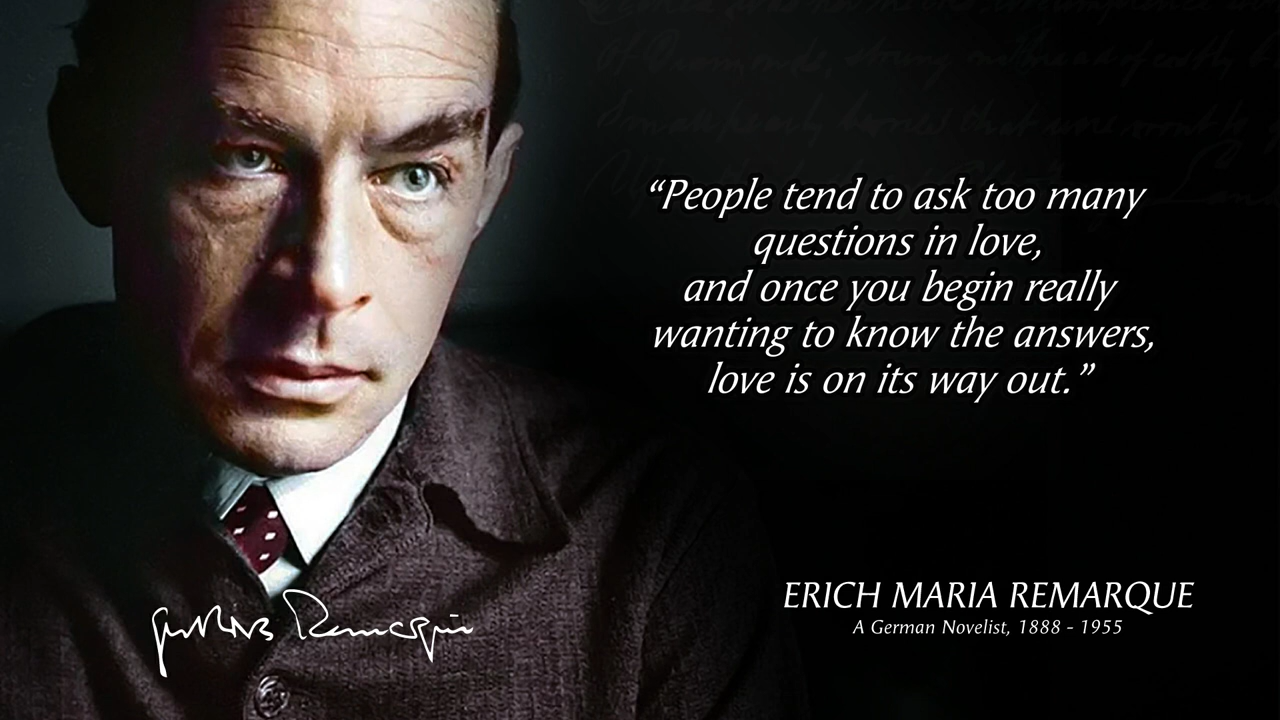 “People tend to ask too many
questions in love,
and once you begin really
wanting to know the answers,
love is on its way out.”
ERICH MARIA REMARQUE
A German Novelist, 1888 - 1955
Remarque